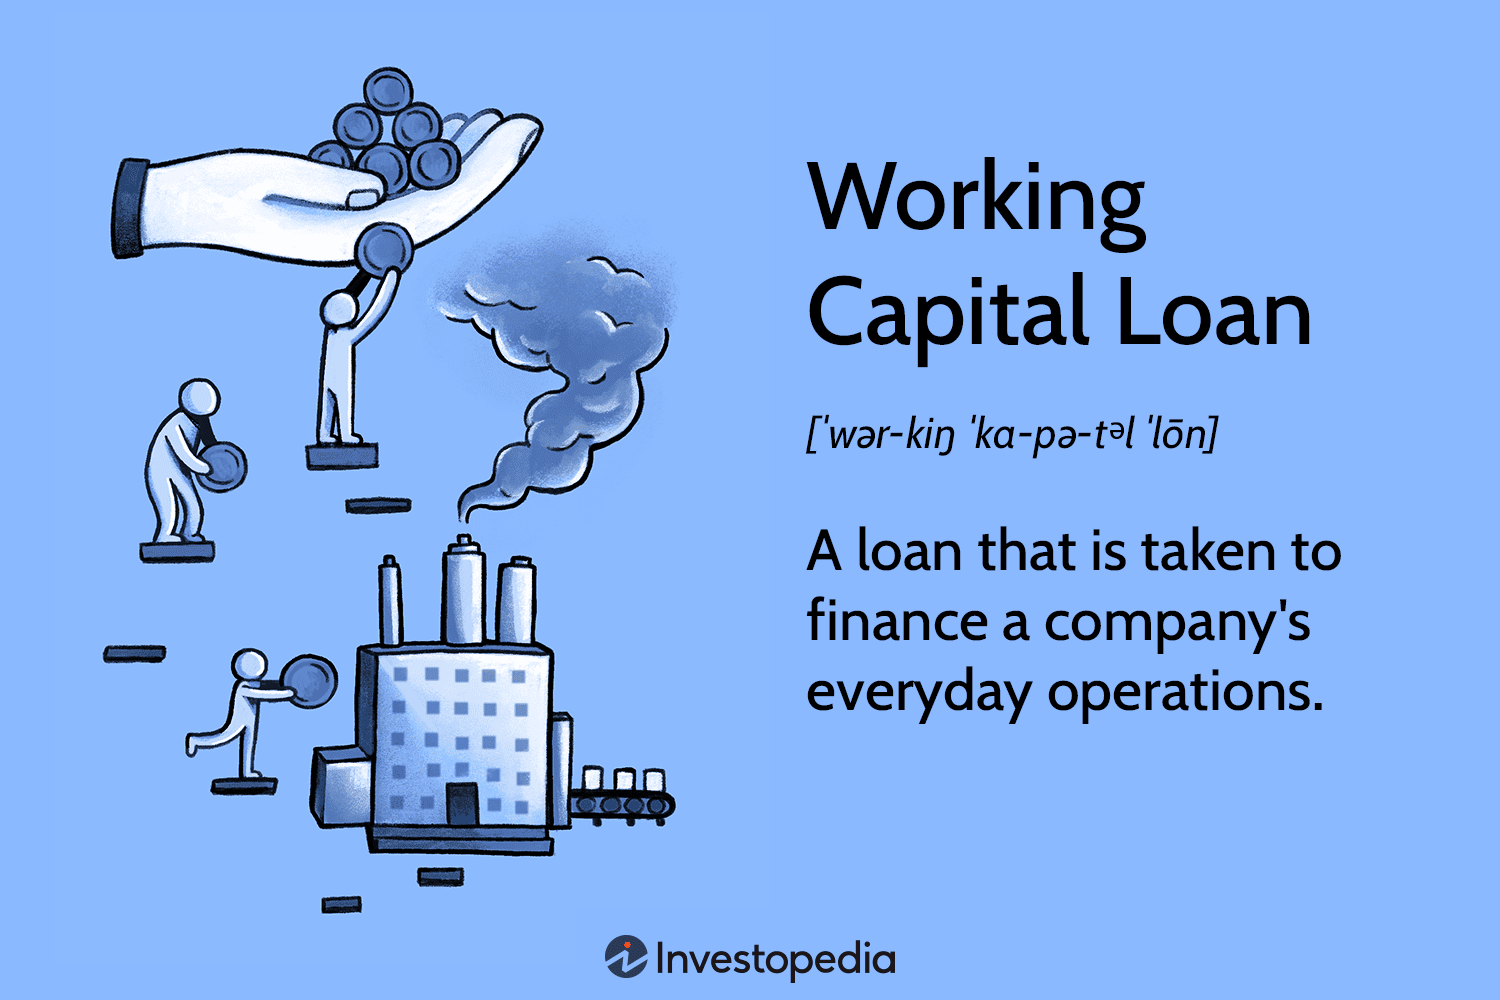 Working
Capital Loan
[ˈwər-kiŋ ˈka-pə-tᵊl ˈlōn]
A loan that is taken to
finance a company's
everyday operations.
Investopedia